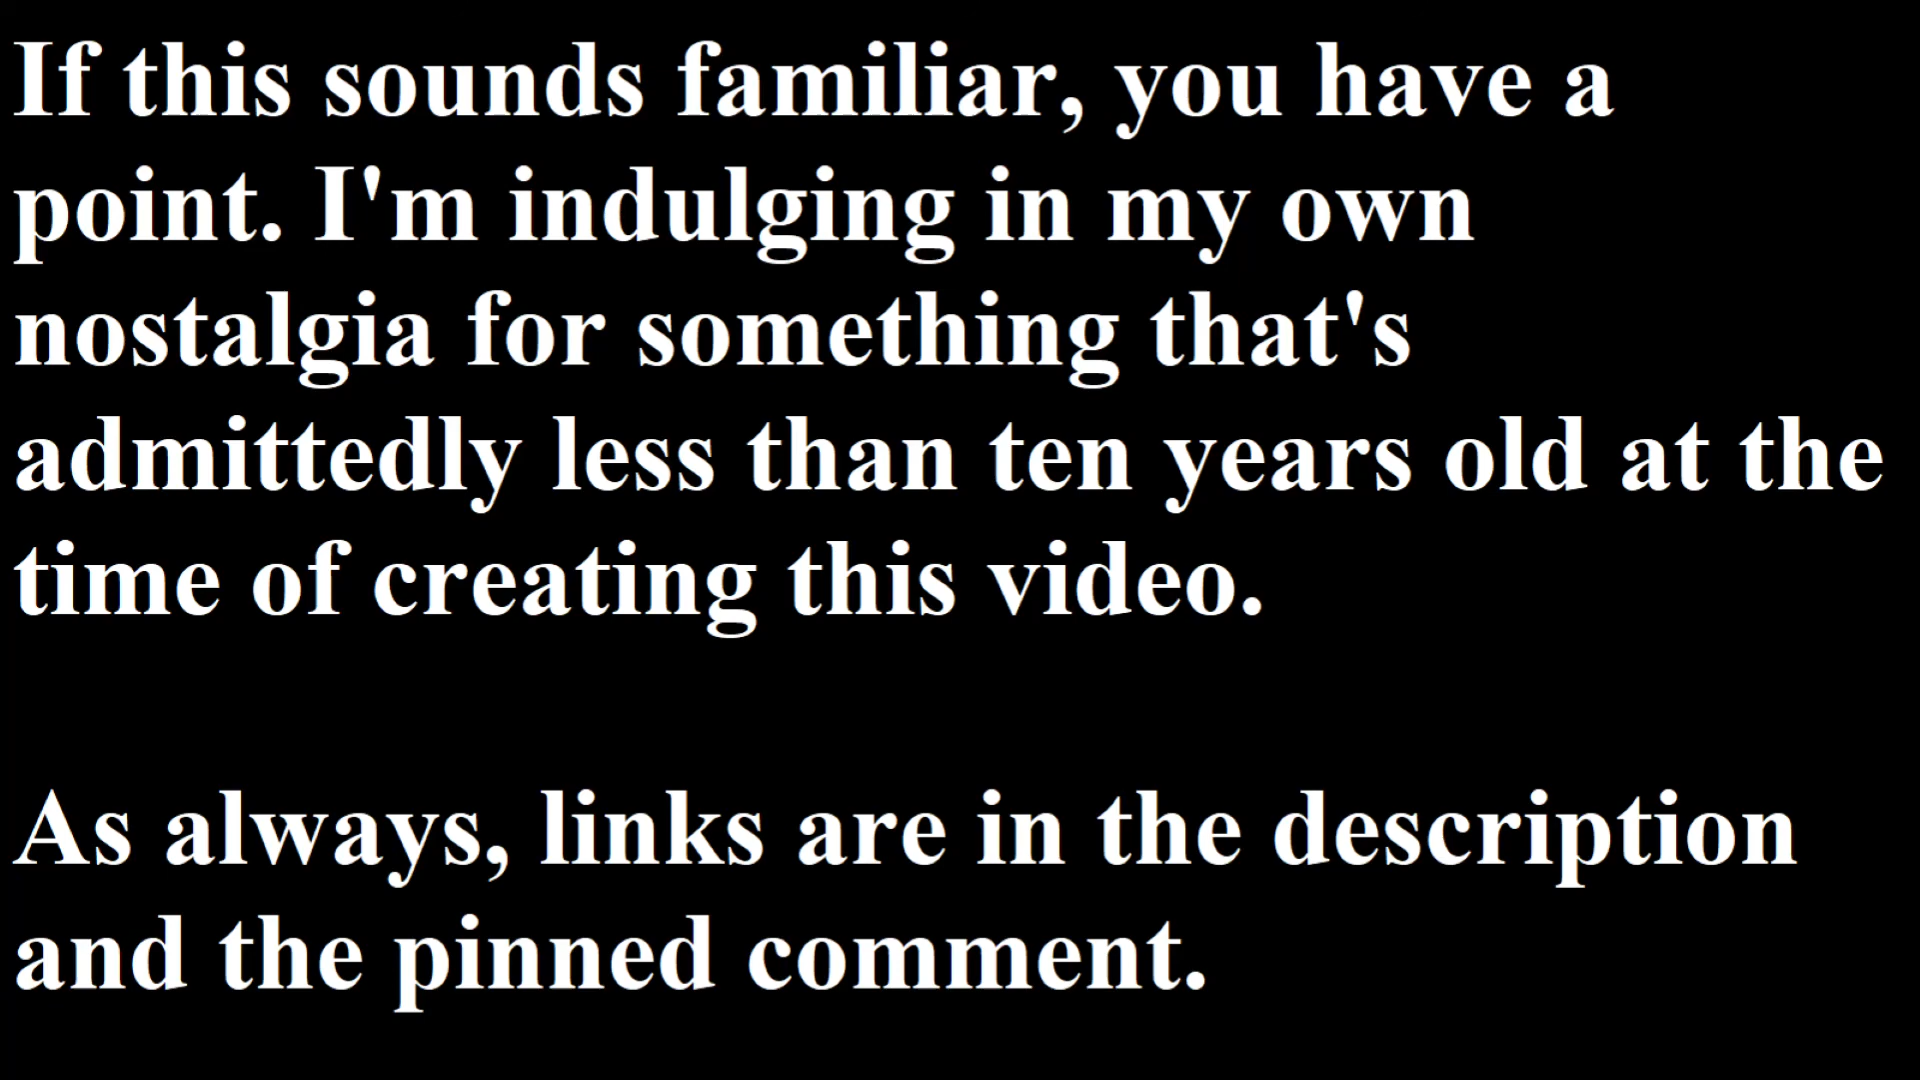 If this sounds familiar, you have a
point. I'm indulging in my own
nostalgia for something that's
admittedly less than ten years old at the
time of creating this video.
As always, links are in the description
and the pinned comment.